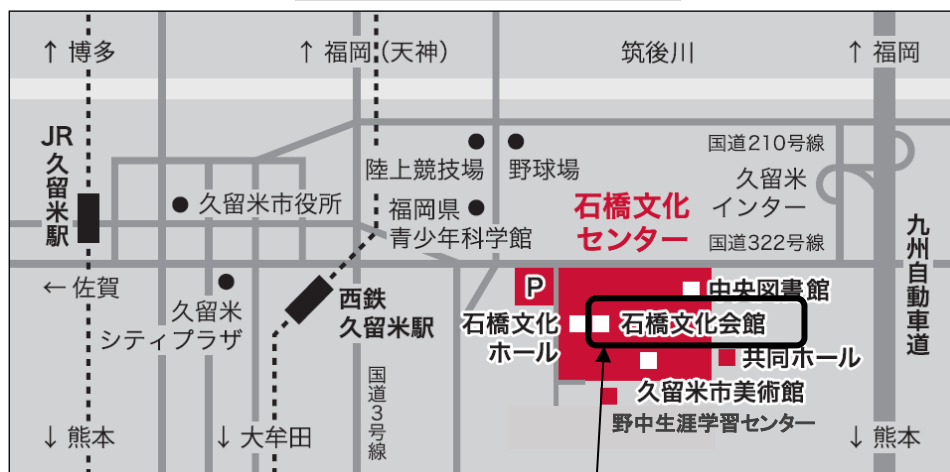 ↑ 博多
↑ 福岡（天神）
筑後川
↑ 福岡
JR
久留米駅
陸上競技場
野球場
国道210号線
久留米
インター
久留米市役所
福岡県
青少年科学館
石橋文化
センター
国道322号線
九州自動車道
← 佐賀
久留米
シティプラザ
西鉄
久留米駅
P
中央図書館
石橋文化
ホール
石橋文化会館
共同ホール
国道3号線
久留米市美術館
野中生涯学習センター
↓ 熊本
↓ 大牟田
↓ 熊本